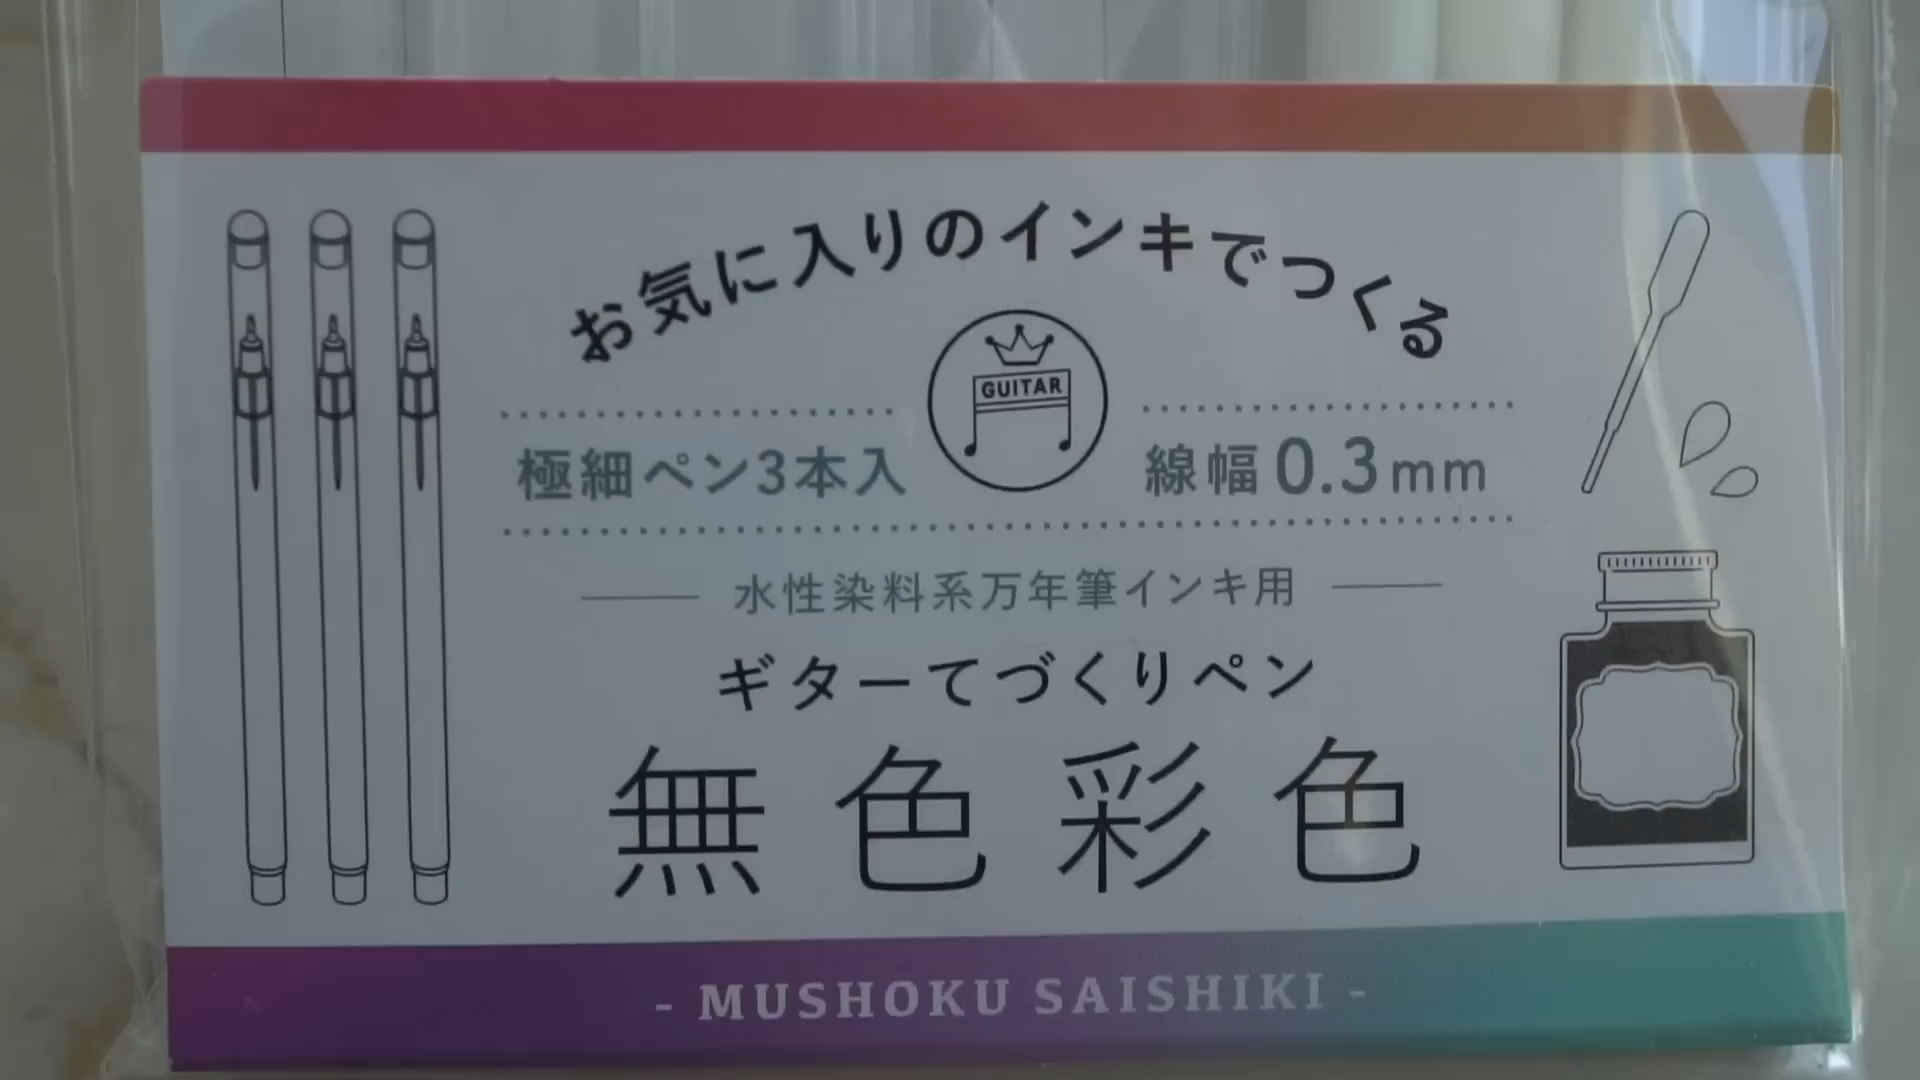 お気に入りのインキでつくる
GUITAR
極細ペン3本入
線幅0.3mm
水性染料系万年筆インキ用
ギターてづくりペン
無色彩色
- MUSHOKU SAISHIKI -